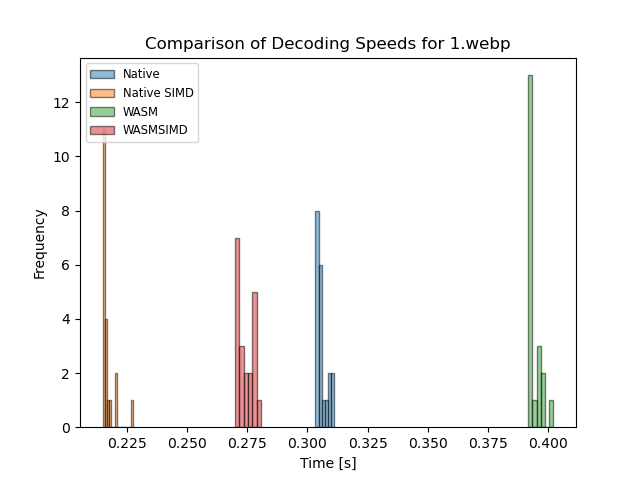 Comparison of Decoding Speeds for 1.webp
Native
Native SIMD
WASM
WASMSIMD
Frequency
12
10
8
6
4
2
0
0.225 0.250 0.275 0.300 0.325 0.350 0.375 0.400
Time [s]